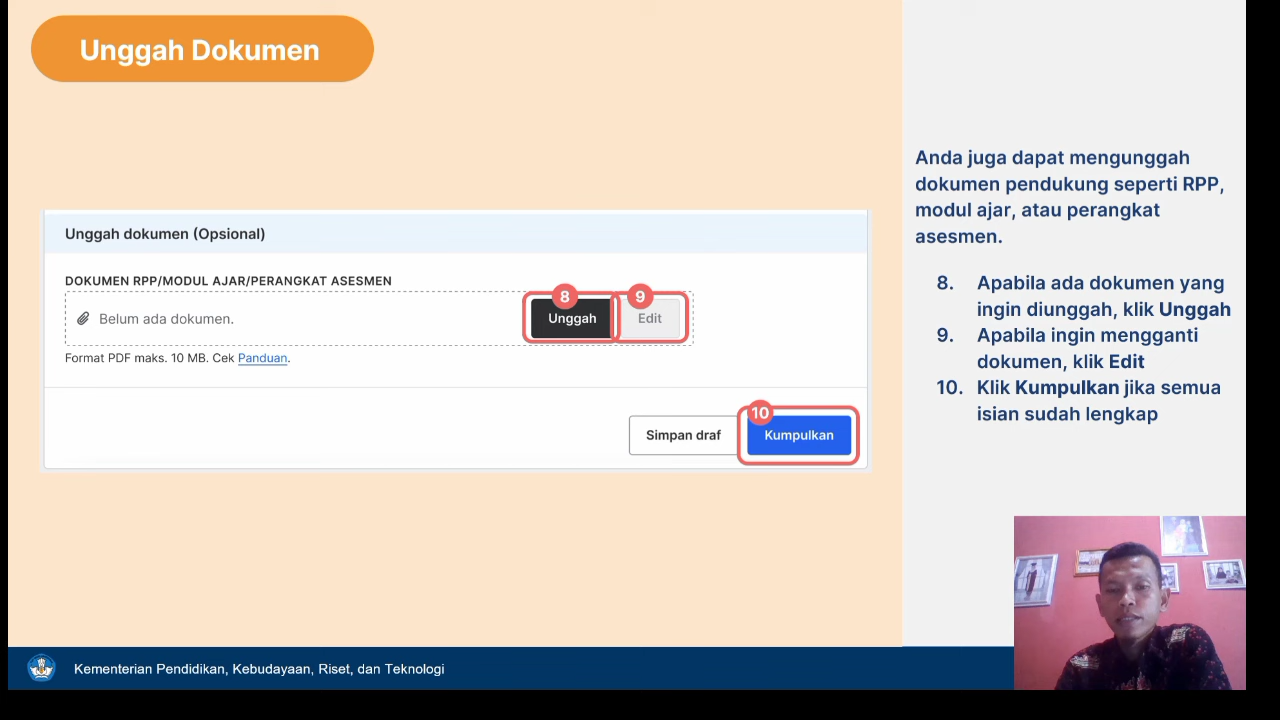 Unggah Dokumen
Unggah dokumen (Opsional)
DOKUMEN RPP/MODUL AJAR/PERANGKAT ASESMEN
Belum ada dokumen.
8
Unggah
9
Edit
Format PDF maks. 10 MB. Cek Panduan.
Simpan draf
10
Kumpulkan
Anda juga dapat mengunggah
dokumen pendukung seperti RPP,
modul ajar, atau perangkat
asesmen.
8. Apabila ada dokumen yang
ingin diunggah, klik Unggah
9. Apabila ingin mengganti
dokumen, klik Edit
10. Klik Kumpulkan jika semua
isian sudah lengkap
Kementerian Pendidikan, Kebudayaan, Riset, dan Teknologi